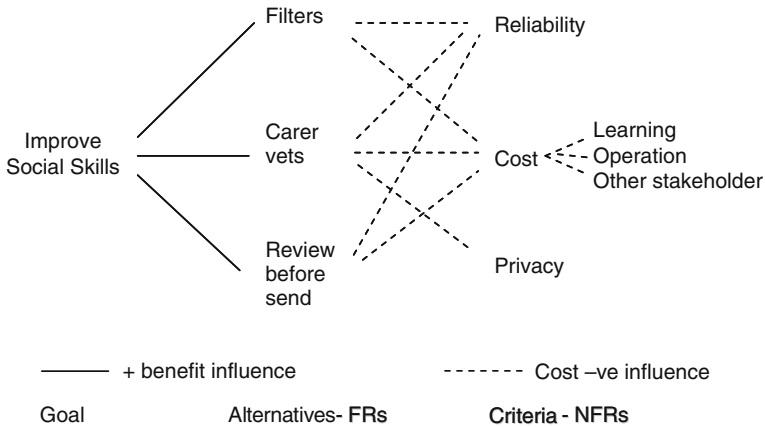 Filters
Reliability
Improve
Social Skills
Carer
vets
Cost
Learning
Operation
Other stakeholder
Review
before
send
Privacy
+ benefit influence
Cost –ve influence
Goal
Alternatives- FRs
Criteria - NFRs